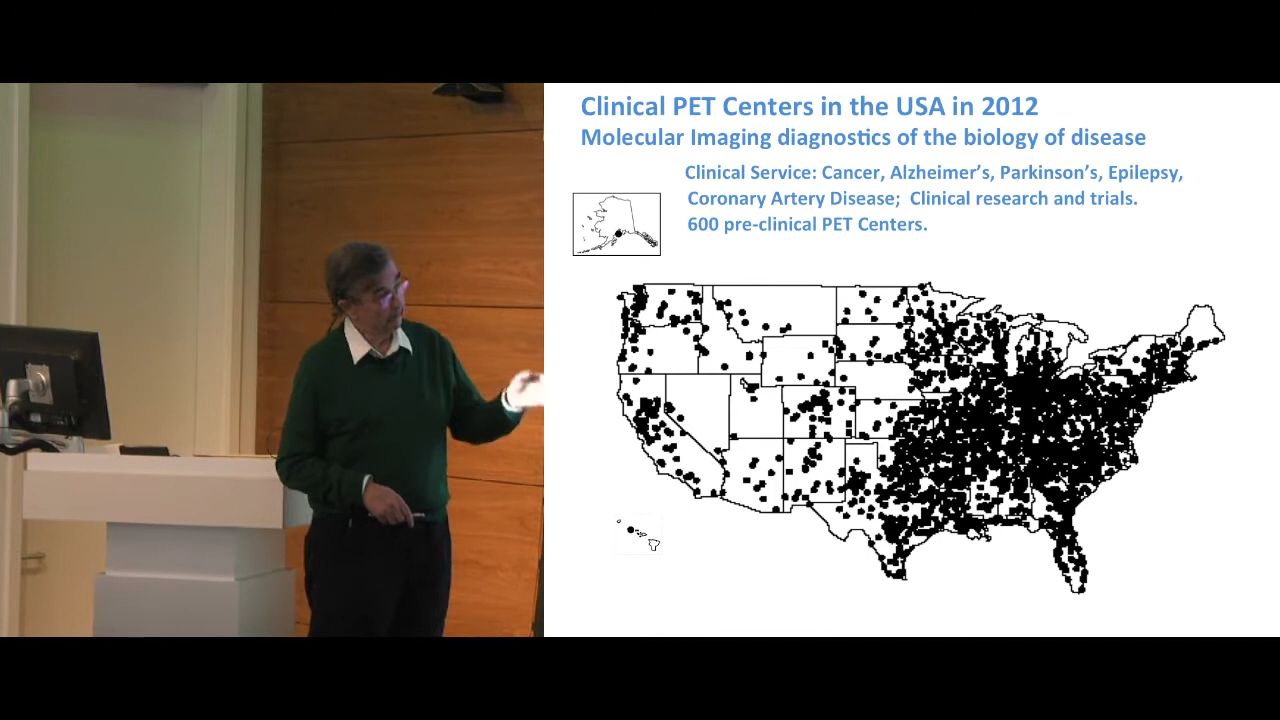 Clinical PET Centers in the USA in 2012
Molecular Imaging diagnostics of the biology of disease
Clinical Service: Cancer, Alzheimer’s, Parkinson’s, Epilepsy,
Coronary Artery Disease; Clinical research and trials.
600 pre-clinical PET Centers.